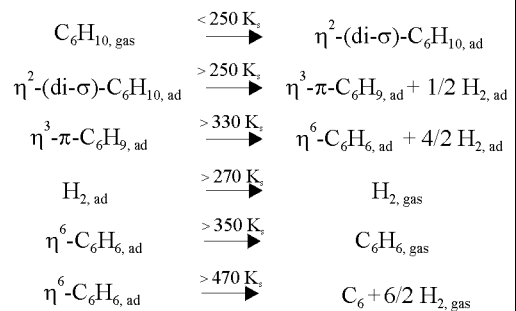 C₆H₁₀, gas < 250 Kₛ η²-(di-σ)-C₆H₁₀, ad
η²-(di-σ)-C₆H₁₀, ad > 250 Kₛ η³-π-C₆H₉, ad + 1/2 H₂, ad
η³-π-C₆H₉, ad > 330 Kₛ η⁶-C₆H₆, ad + 4/2 H₂, ad
H₂, ad > 270 Kₛ H₂, gas
η⁶-C₆H₆, ad > 350 Kₛ C₆H₆, gas
η⁶-C₆H₆, ad > 470 Kₛ C₆ + 6/2 H₂, gas